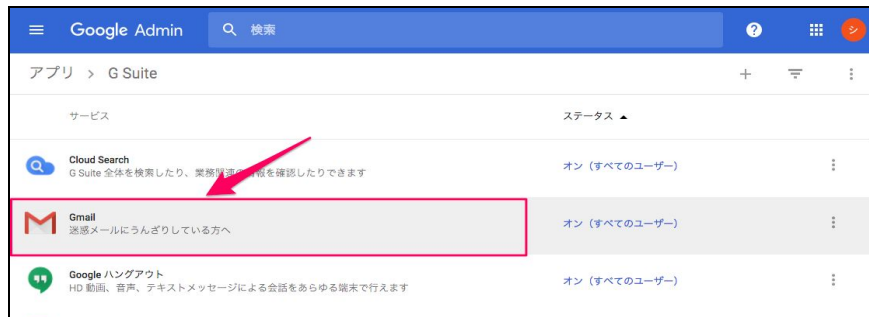 Google Admin
検索
シ
アプリ > G Suite
サービス
ステータス
Cloud Search
G Suite 全体を検索したり、業務関連の情報を確認したりできます
オン（すべてのユーザー）
Gmail
迷惑メールにうんざりしている方へ
オン（すべてのユーザー）
Google ハングアウト
HD 動画、音声、テキストメッセージによる会話をあらゆる端末で行えます
オン（すべてのユーザー）